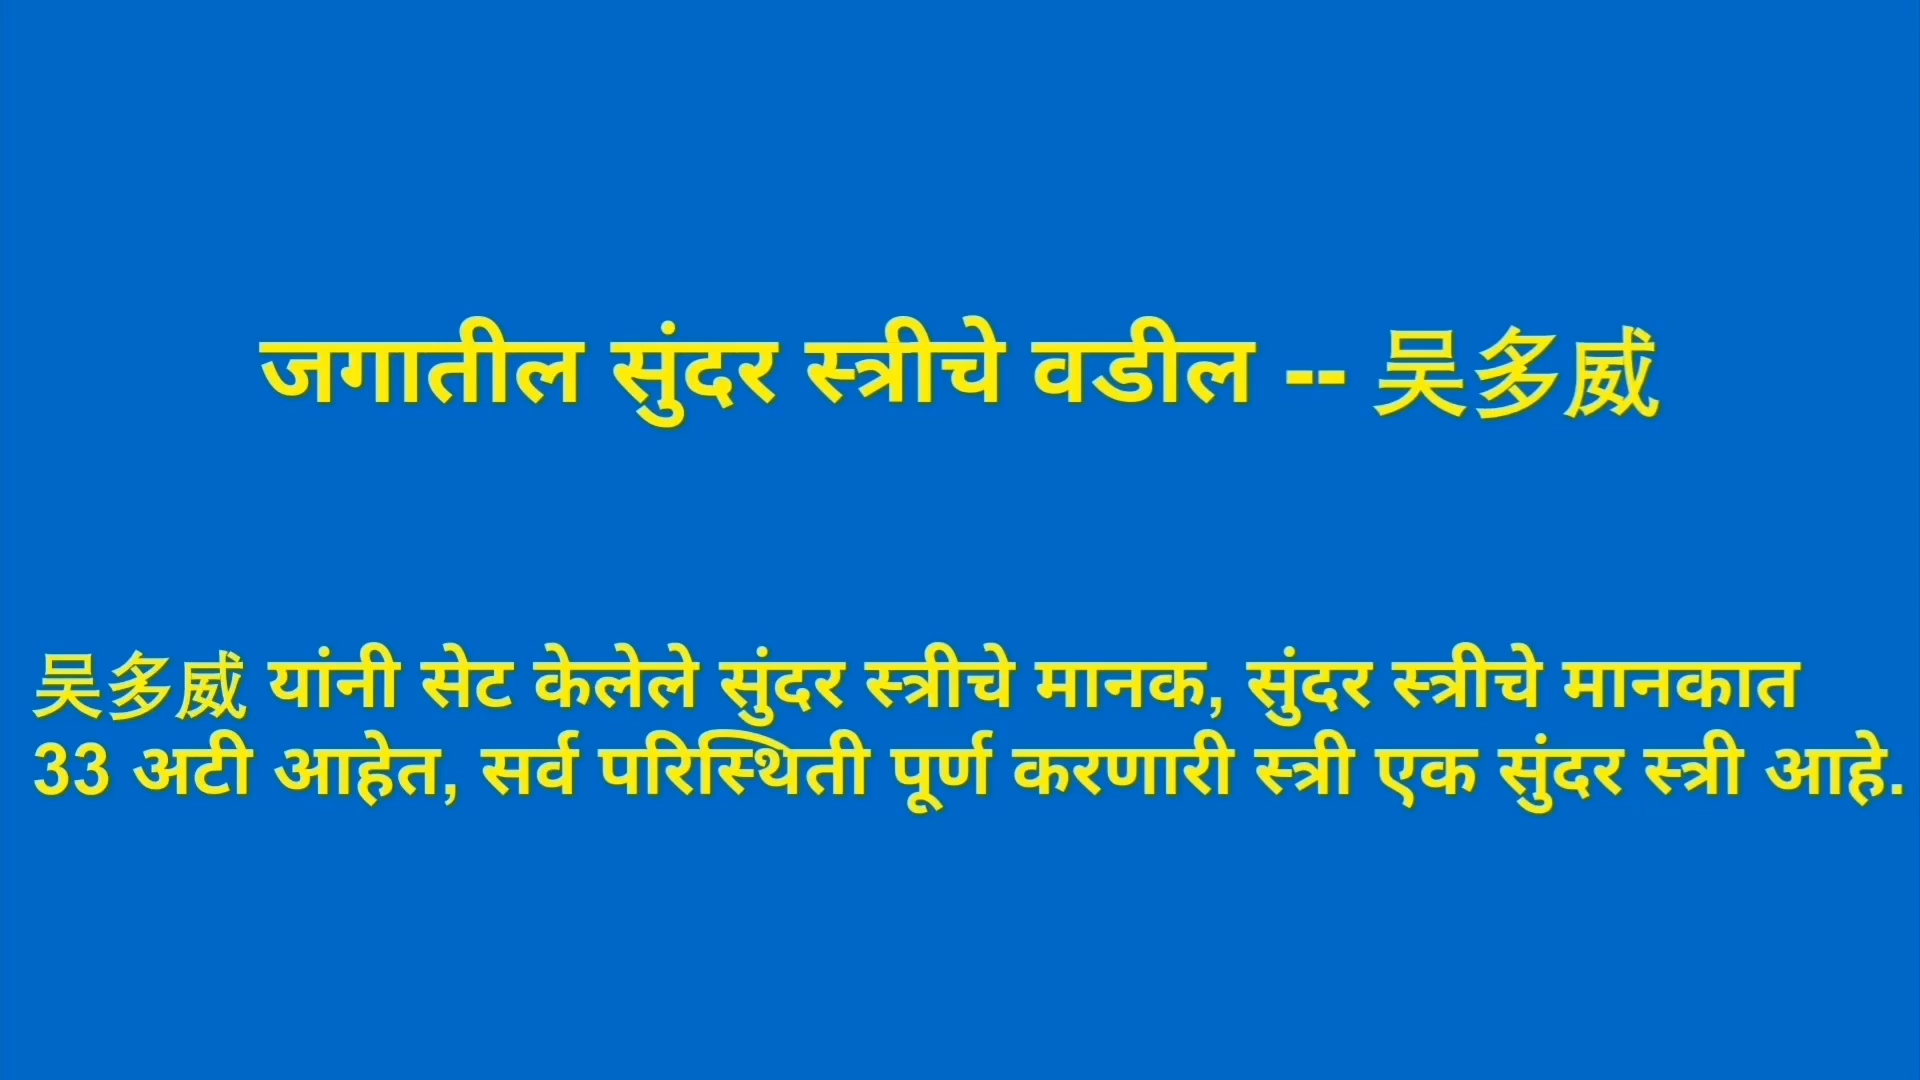 जगातील सुंदर स्त्रीचे वडील -- 吴多威
吴多威 यांनी सेट केलेले सुंदर स्त्रीचे मानक, सुंदर स्त्रीचे मानकात
33 अटी आहेत, सर्व परिस्थिती पूर्ण करणारी स्त्री एक सुंदर स्त्री आहे.